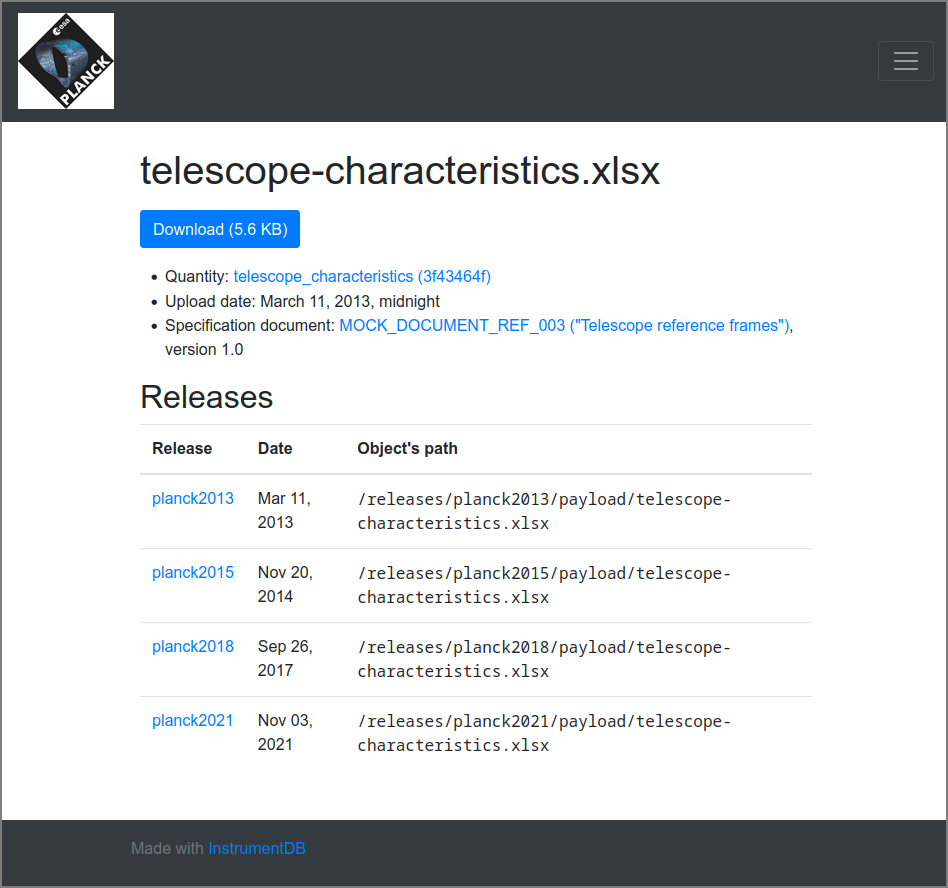 esa
PLANCK
telescope-characteristics.xlsx
Download (5.6 KB)
• Quantity: telescope_characteristics (3f43464f)
• Upload date: March 11, 2013, midnight
• Specification document: MOCK_DOCUMENT_REF_003 ("Telescope reference frames"),
version 1.0
Releases
Release Date Object's path
planck2013 Mar 11, /releases/planck2013/payload/telescope-
2013 characteristics.xlsx
planck2015 Nov 20, /releases/planck2015/payload/telescope-
2014 characteristics.xlsx
planck2018 Sep 26, /releases/planck2018/payload/telescope-
2017 characteristics.xlsx
planck2021 Nov 03, /releases/planck2021/payload/telescope-
2021 characteristics.xlsx
Made with InstrumentDB